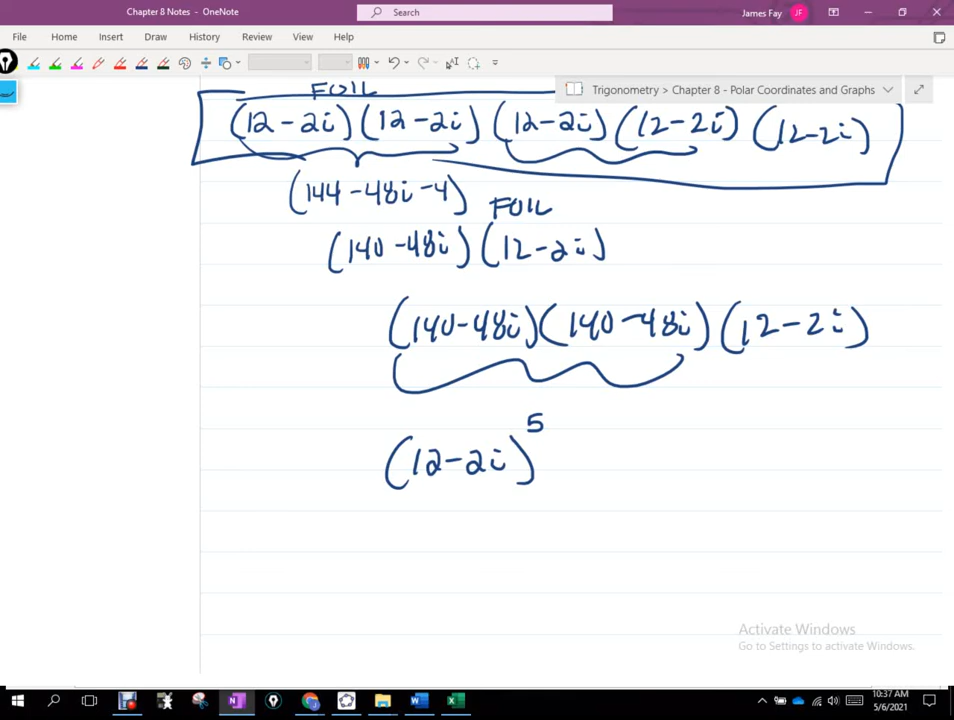 Chapter 8 Notes - OneNote
Search
James Fay
JF
File Home Insert Draw History Review View Help
Trigonometry > Chapter 8 - Polar Coordinates and Graphs
FOIL
(12-2i)(12-2i)(12-2i)(12-2i)(12-2i)
(144-48i-4)
FOIL
(140-48i)(12-2i)
(140-48i)(140-48i)(12-2i)
(12-2i)^5
Activate Windows
Go to Settings to activate Windows.
10:37 AM
5/6/2021